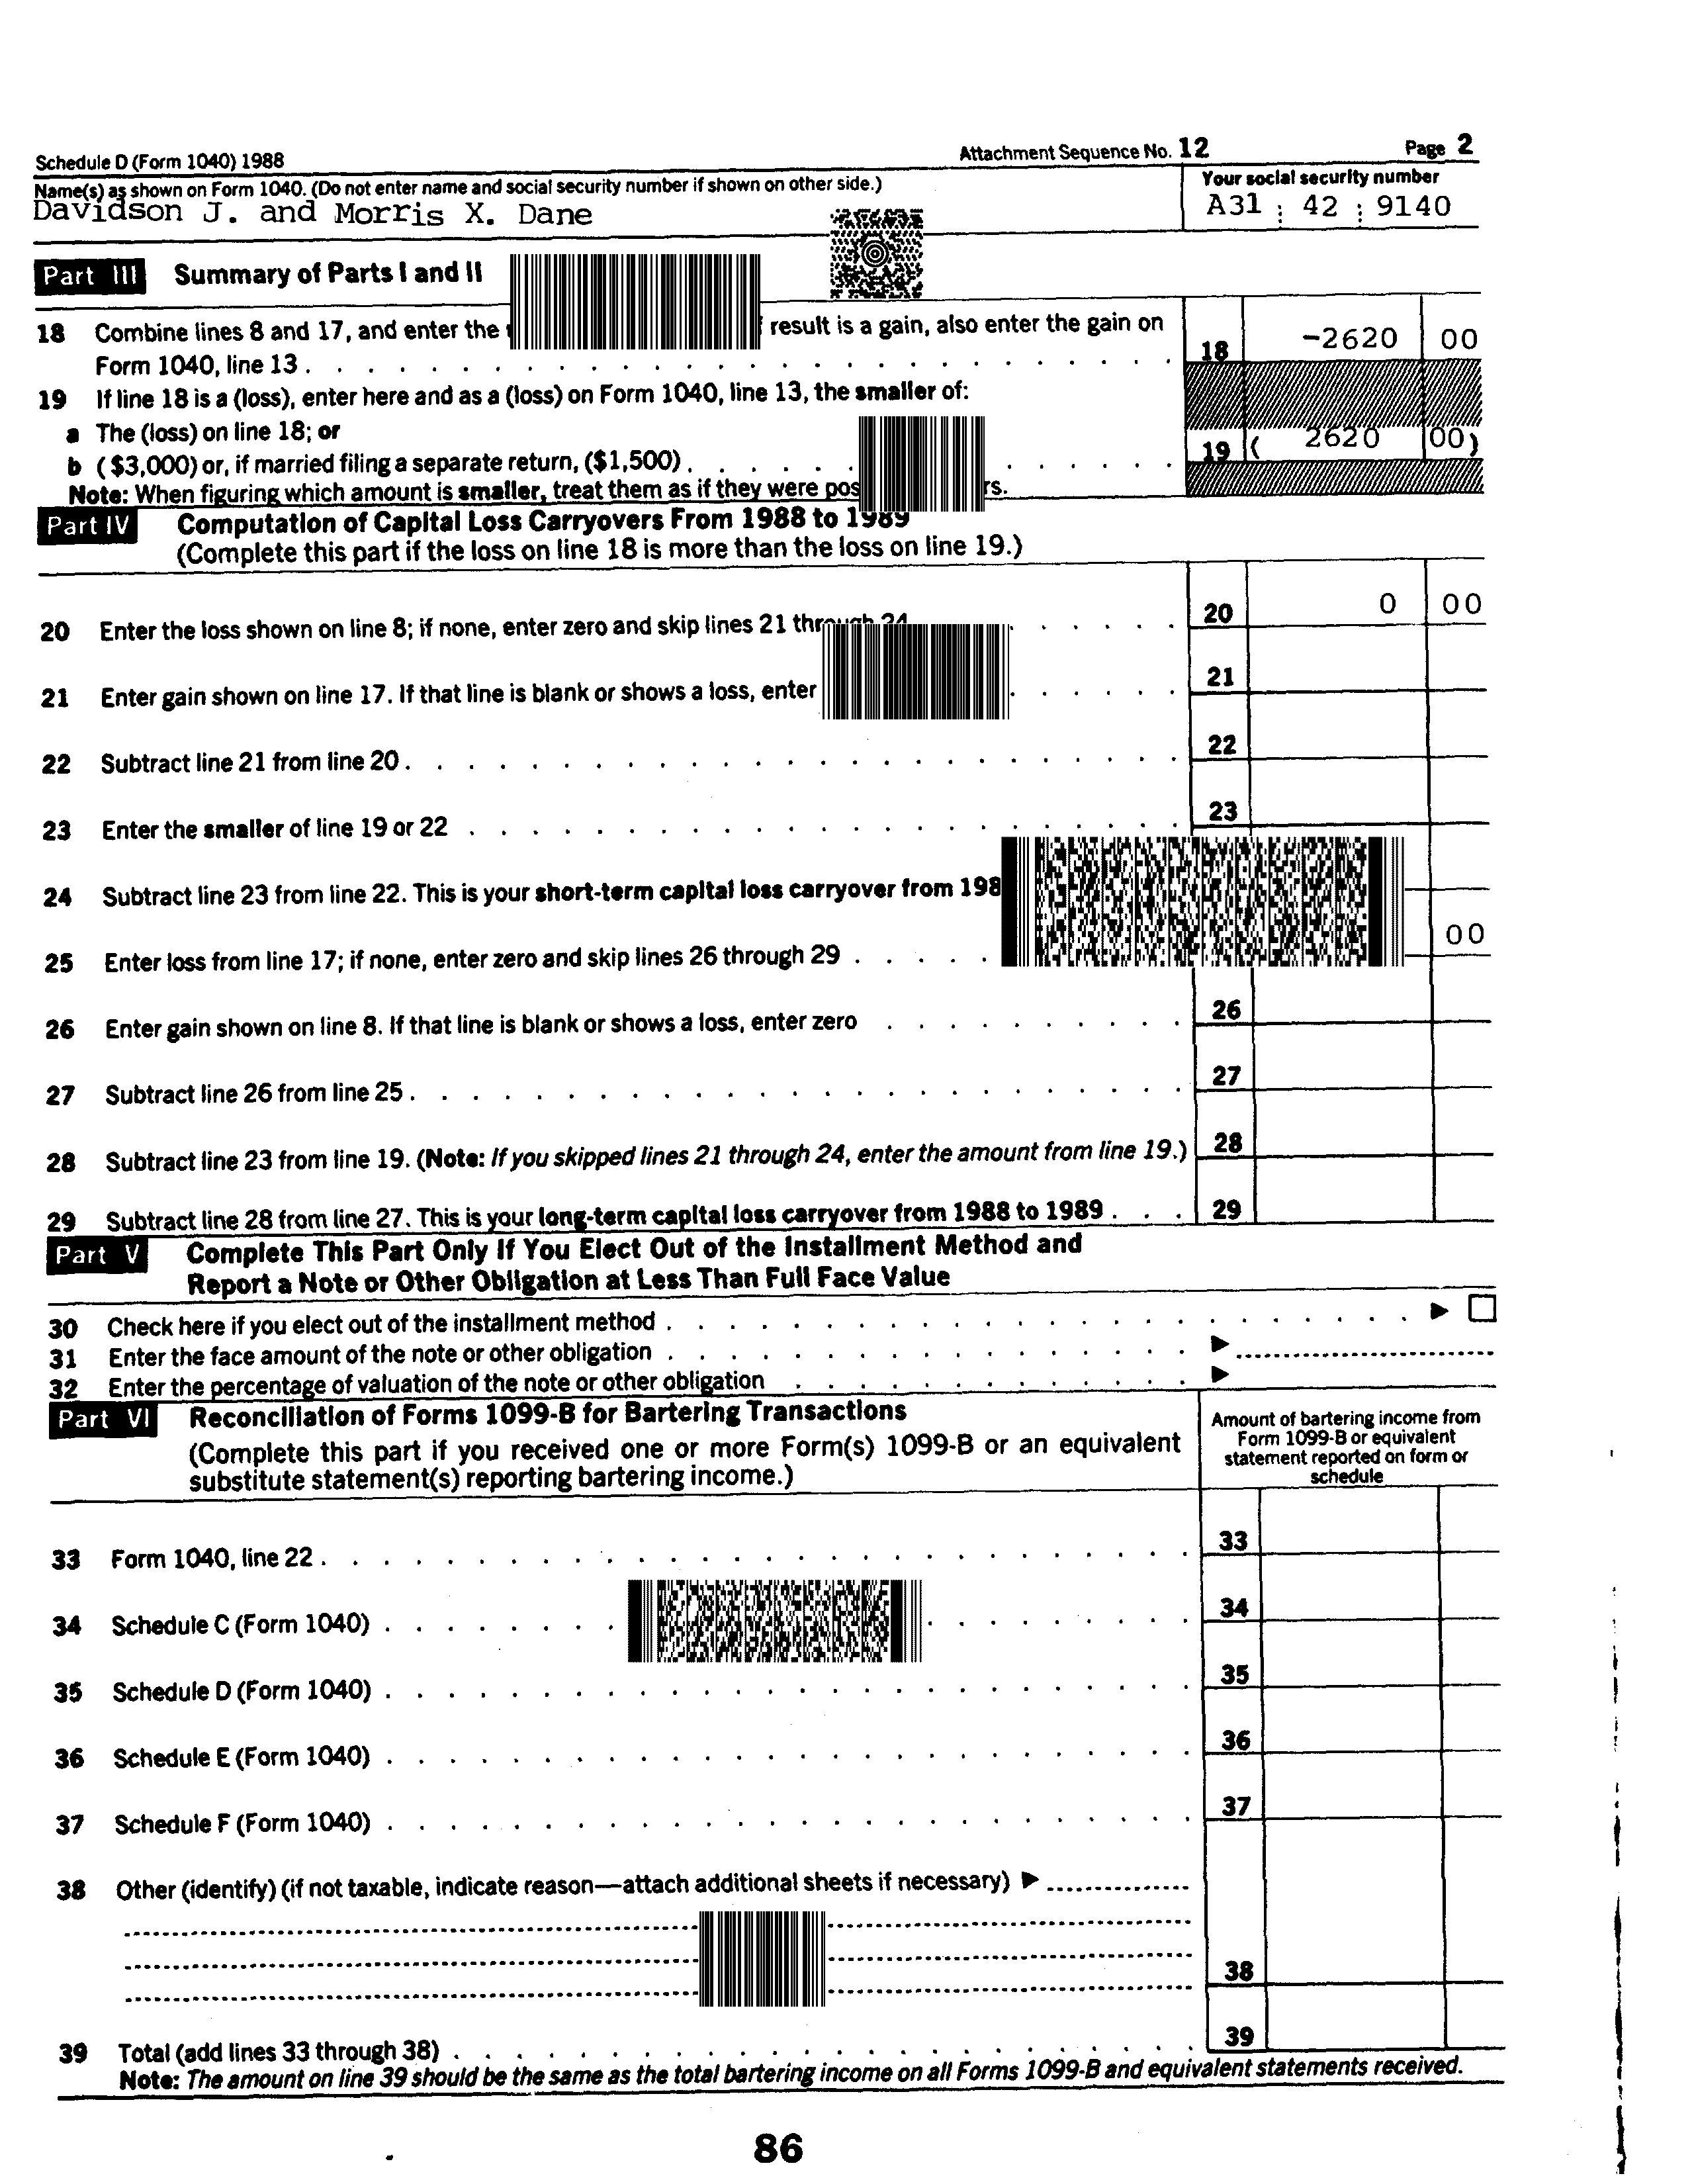 Schedule D (Form 1040) 1988 Attachment Sequence No. 12 Page 2
Name(s) as shown on Form 1040. (Do not enter name and social security number if shown on other side.) Your social security number
Davidson J. and Morris X. Dane A31 42 9140
Part III Summary of Parts I and II
18 Combine lines 8 and 17, and enter the result is a gain, also enter the gain on
Form 1040, line 13 . . . 18 -2620 00
19 If line 18 is a (loss), enter here and as a (loss) on Form 1040, line 13, the smaller of:
a The (loss) on line 18; or
b ($3,000) or, if married filing a separate return, ($1,500) . . . 19 ( 2620 00)
Note: When figuring which amount is smaller, treat them as if they were
Part IV Computation of Capital Loss Carryovers From 1988 to 1989
(Complete this part if the loss on line 18 is more than the loss on line 19.)
20 Enter the loss shown on line 8; if none, enter zero and skip lines 21 through 24 . . . 20 0 00
21 Enter gain shown on line 17. If that line is blank or shows a loss, enter . . . 21
22 Subtract line 21 from line 20 . . . 22
23 Enter the smaller of line 19 or 22 . . . 23
24 Subtract line 23 from line 22. This is your short-term capital loss carryover from
25 Enter loss from line 17; if none, enter zero and skip lines 26 through 29 . . . 00
26 Enter gain shown on line 8. If that line is blank or shows a loss, enter zero . . . 26
27 Subtract line 26 from line 25 . . . 27
28 Subtract line 23 from line 19. (Note: If you skipped lines 21 through 24, enter the amount from line 19.) 28
29 Subtract line 28 from line 27. This is your long-term capital loss carryover from 1988 to 1989 . . . 29
Part V Complete This Part Only If You Elect Out of the Installment Method and
Report a Note or Other Obligation at Less Than Full Face Value
30 Check here if you elect out of the installment method . . . ▶ ☐
31 Enter the face amount of the note or other obligation . . . ▶
32 Enter the percentage of valuation of the note or other obligation . . . ▶
Part VI Reconciliation of Forms 1099-B for Bartering Transactions
(Complete this part if you received one or more Form(s) 1099-B or an equivalent
substitute statement(s) reporting bartering income.)
Amount of bartering income from
Form 1099-B or equivalent
statement reported on form or
schedule
33 Form 1040, line 22 . . . 33
34 Schedule C (Form 1040) . . . 34
35 Schedule D (Form 1040) . . . 35
36 Schedule E (Form 1040) . . . 36
37 Schedule F (Form 1040) . . . 37
38 Other (identify) (if not taxable, indicate reason—attach additional sheets if necessary) ▶
38
39 Total (add lines 33 through 38) . . . 39
Note: The amount on line 39 should be the same as the total bartering income on all Forms 1099-B and equivalent statements received.
86